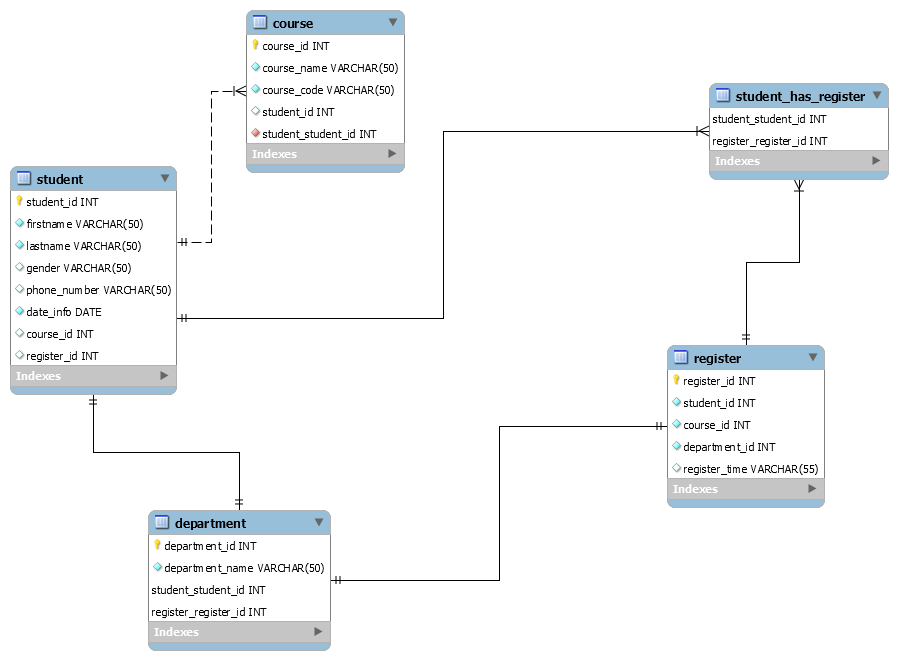 course
course_id INT
course_name VARCHAR(50)
course_code VARCHAR(50)
student_id INT
student_student_id INT
Indexes
student_has_register
student_student_id INT
register_register_id INT
Indexes
student
student_id INT
firstname VARCHAR(50)
lastname VARCHAR(50)
gender VARCHAR(50)
phone_number VARCHAR(50)
date_info DATE
course_id INT
register_id INT
Indexes
register
register_id INT
student_id INT
course_id INT
department_id INT
register_time VARCHAR(55)
Indexes
department
department_id INT
department_name VARCHAR(50)
student_student_id INT
register_register_id INT
Indexes